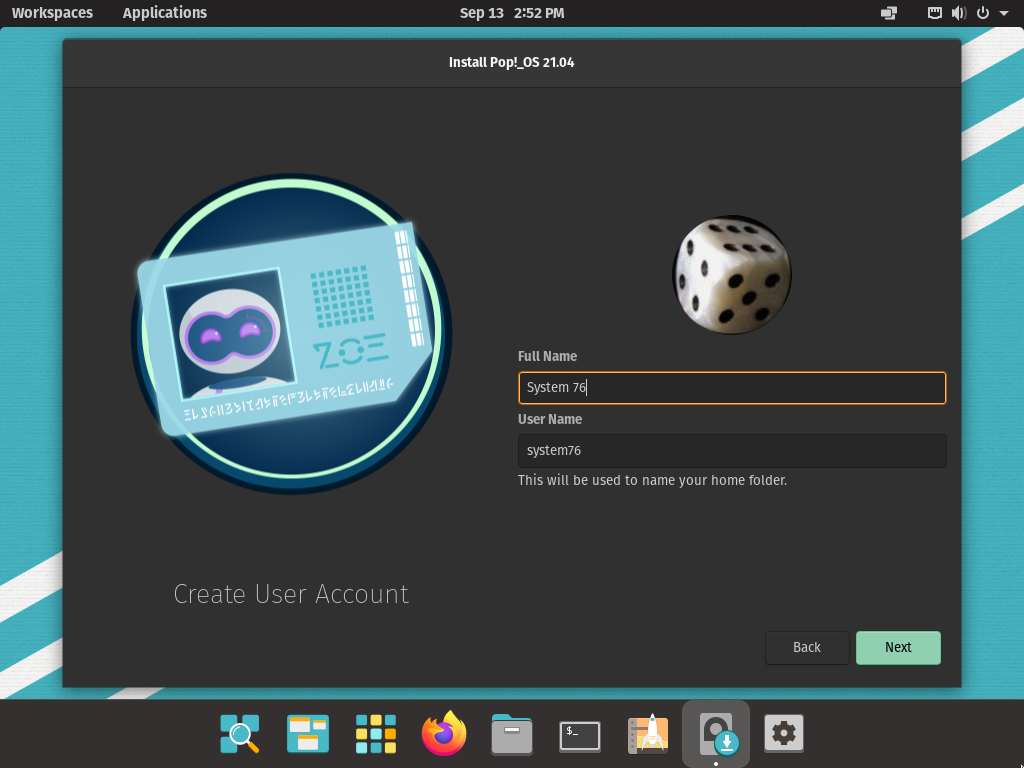 Workspaces Applications Sep 13 2:52 PM
Install Pop!_OS 21.04
ZOE
Full Name
System 76
User Name
system76
This will be used to name your home folder.
Create User Account
Back Next
$_